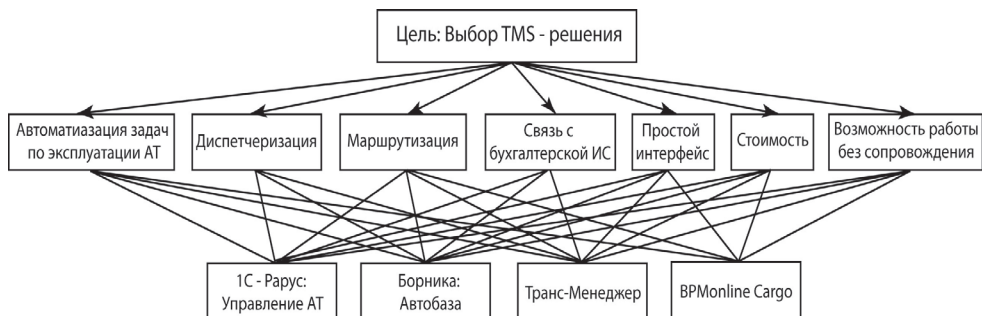 Цель: Выбор TMS - решения
Автоматиазация задач
по эксплуатации АТ
Диспетчеризация
Маршрутизация
Связь с
бухгалтерской ИС
Простой
интерфейс
Стоимость
Возможность работы
без сопровождения
1С - Рарус:
Управление АТ
Борника:
Автобаза
Транс-Менеджер
BPMonline Cargo